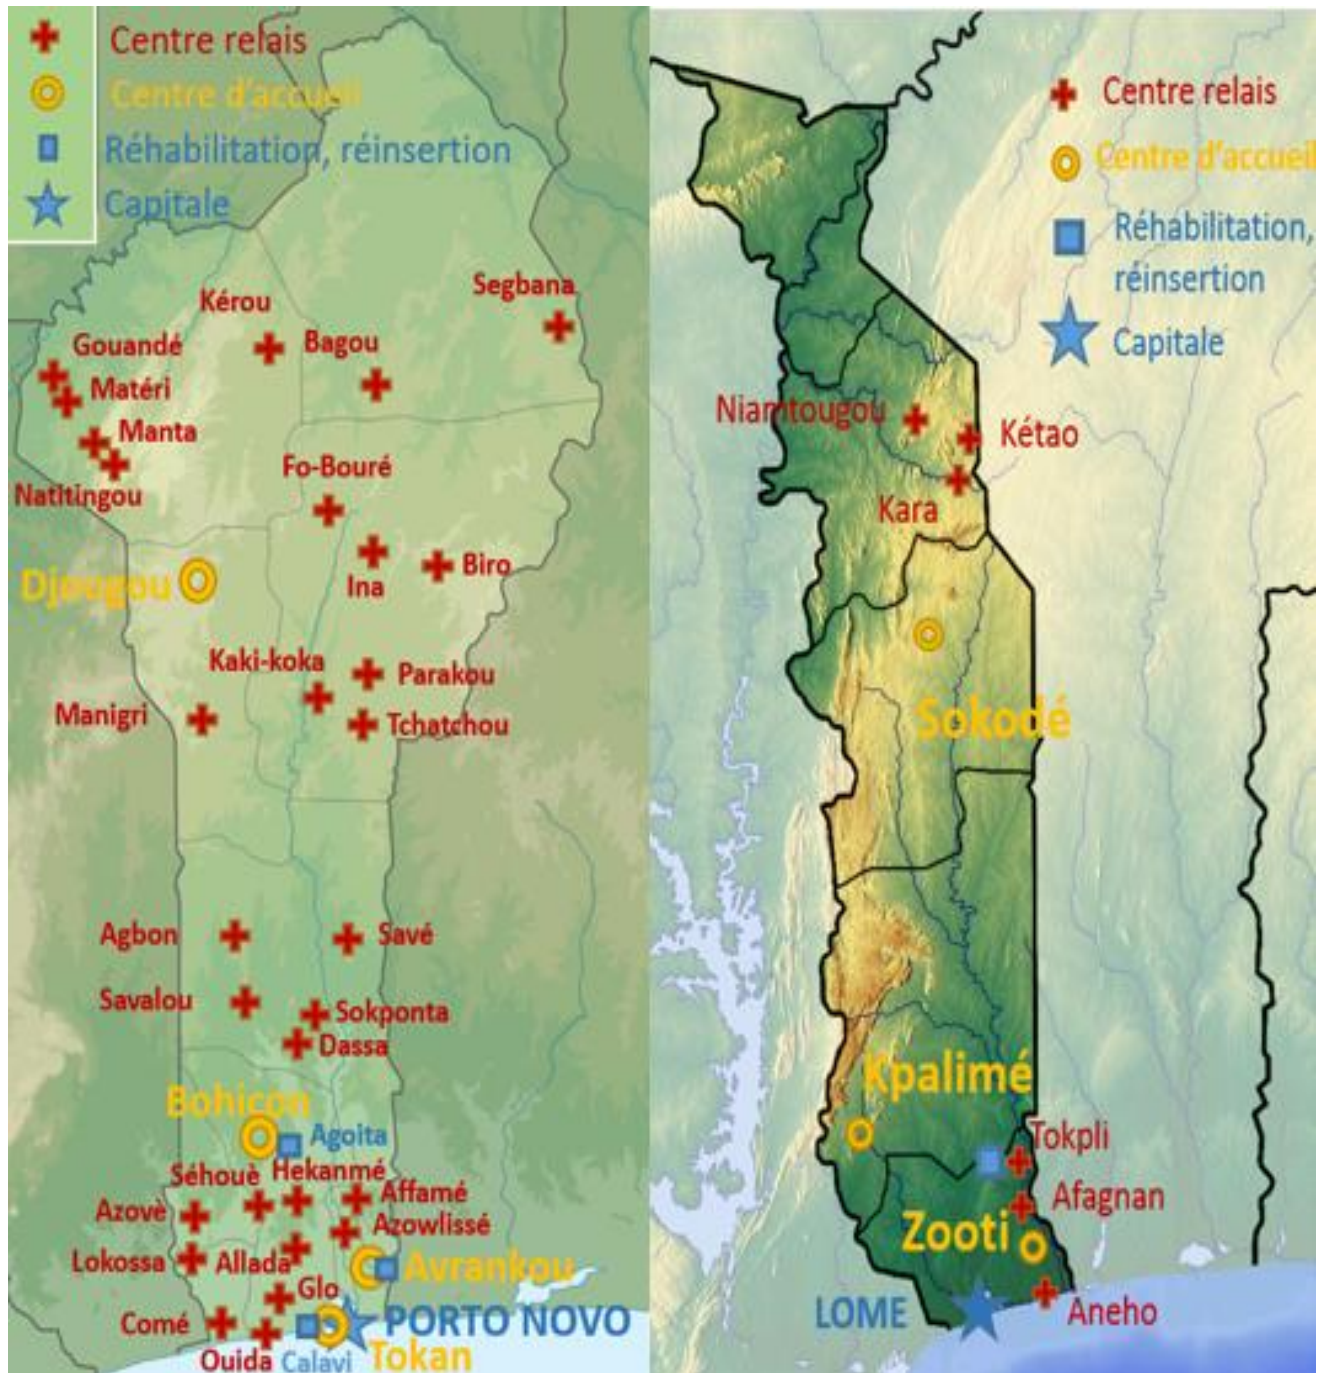 Centre relais
Centre d'accueil
Réhabilitation, réinsertion
Capitale
Segbana
Kérou
Bagou
Gouandé
Matéri
Manta
Natitingou
Fo-Bouré
Ina
Biro
Djougou
Kaki-koka
Parakou
Manigri
Tchatchou
Agbon
Savé
Savalou
Sokponta
Dassa
Bohicon
Agoita
Séhouè
Hekanmé
Affamé
Azovè
Azowlissé
Lokossa
Allada
Avrankou
Glo
Comé
PORTO NOVO
Ouida
Calavi
Tokan
Centre relais
Centre d'accueil
Réhabilitation,
réinsertion
Capitale
Niamtougou
Kétao
Kara
Sokodé
Kpalimé
Tokpli
Afagnan
Zooti
LOME
Aneho